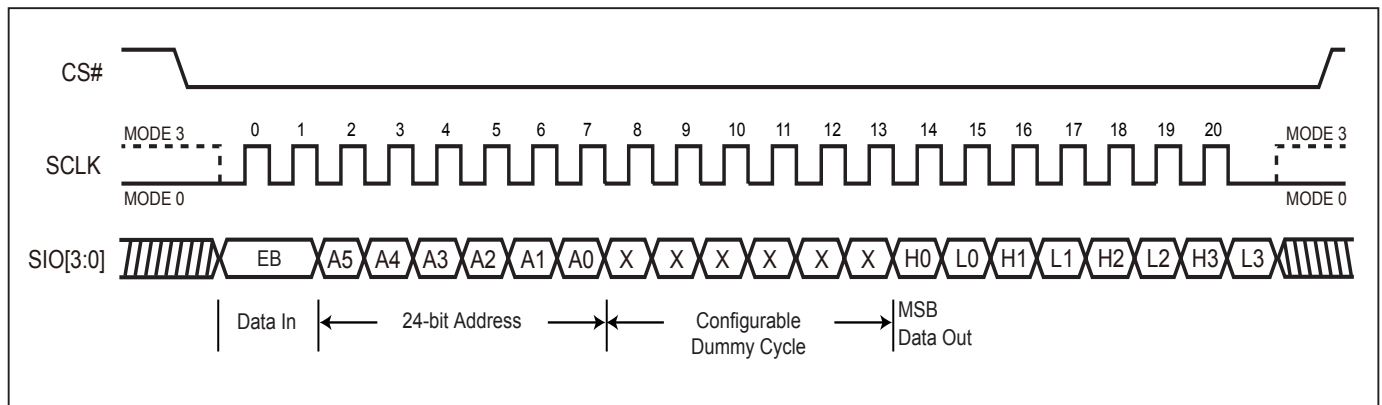 CS#
MODE 3 0 1 2 3 4 5 6 7 8 9 10 11 12 13 14 15 16 17 18 19 20 MODE 3
SCLK
MODE 0 MODE 0
SIO[3:0] EB A5 A4 A3 A2 A1 A0 X X X X X X H0 L0 H1 L1 H2 L2 H3 L3
Data In 24-bit Address Configurable MSB
Dummy Cycle Data Out